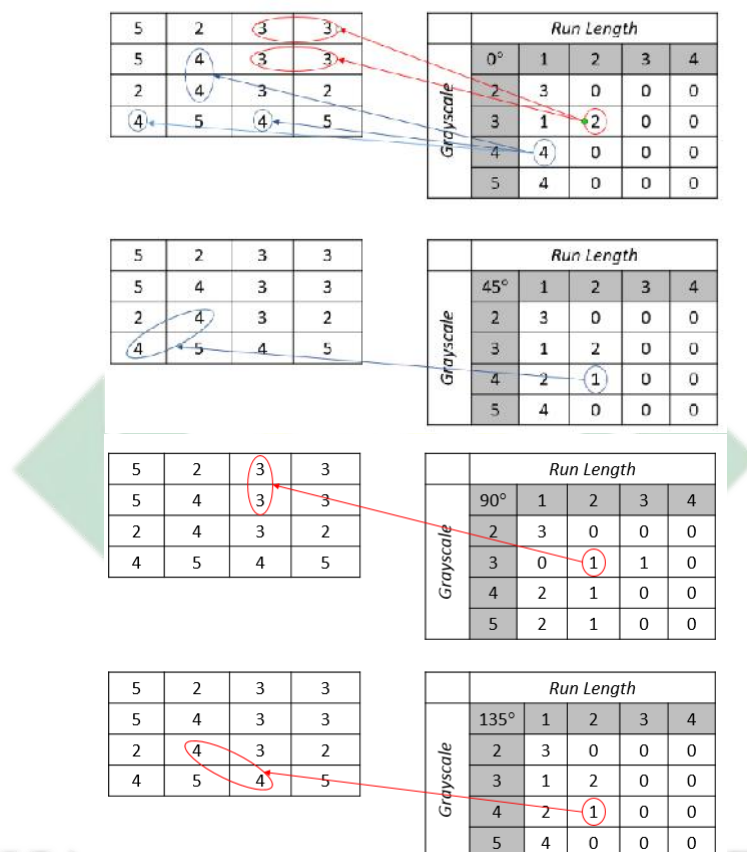 5 2 3 3
5 4 3 3
2 4 3 2
4 5 4 5
Run Length
Grayscale
0° 1 2 3 4
2 3 0 0 0
3 1 2 0 0
4 4 0 0 0
5 4 0 0 0
5 2 3 3
5 4 3 3
2 4 3 2
4 5 4 5
Run Length
Grayscale
45° 1 2 3 4
2 3 0 0 0
3 1 2 0 0
4 2 1 0 0
5 4 0 0 0
5 2 3 3
5 4 3 3
2 4 3 2
4 5 4 5
Run Length
Grayscale
90° 1 2 3 4
2 3 0 0 0
3 0 1 1 0
4 2 1 0 0
5 2 1 0 0
5 2 3 3
5 4 3 3
2 4 3 2
4 5 4 5
Run Length
Grayscale
135° 1 2 3 4
2 3 0 0 0
3 1 2 0 0
4 2 1 0 0
5 4 0 0 0